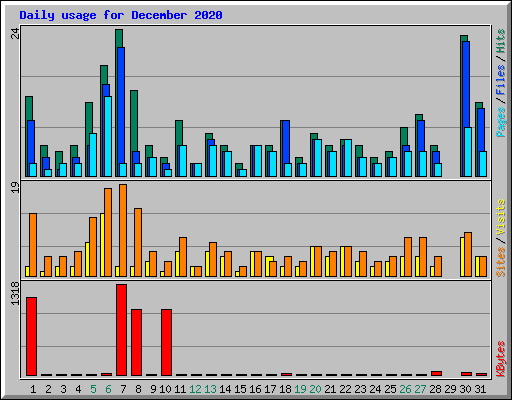 Daily usage for December 2020
24
Pages / Files / Hits
19
Sites / Visits
1318
KBytes
1 2 3 4 5 6 7 8 9 10 11 12 13 14 15 16 17 18 19 20 21 22 23 24 25 26 27 28 29 30 31